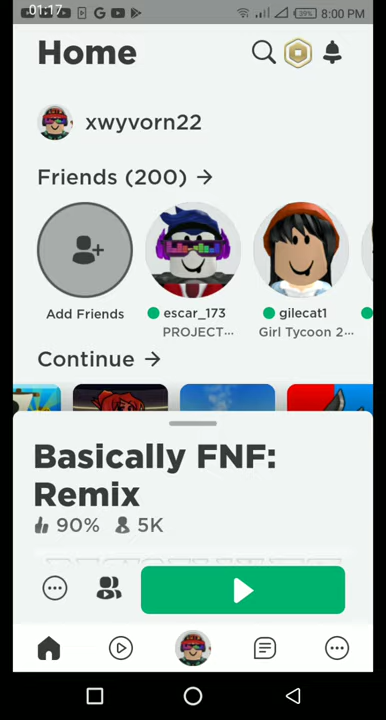 01:17
39%
8:00 PM
Home
xwyvorn22
Friends (200) →
Add Friends
escar_173
gilecat1
PROJECT···
Girl Tycoon 2···
Continue →
Basically FNF:
Remix
90%
5K